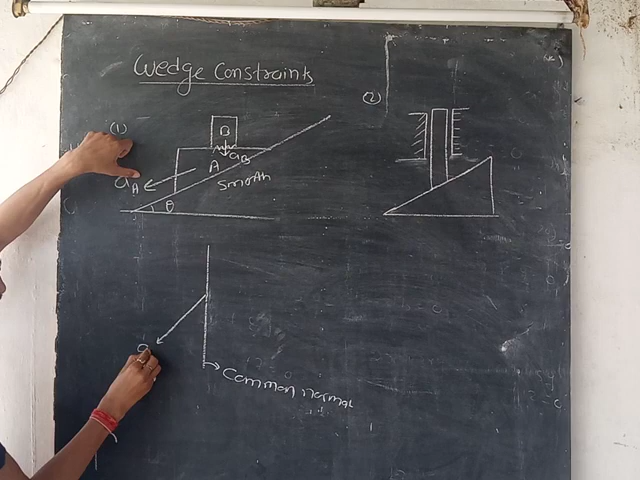 Wedge Constraints
(1)
(2)
B
a_B
A
Smooth
a_A
θ
a
Common normal